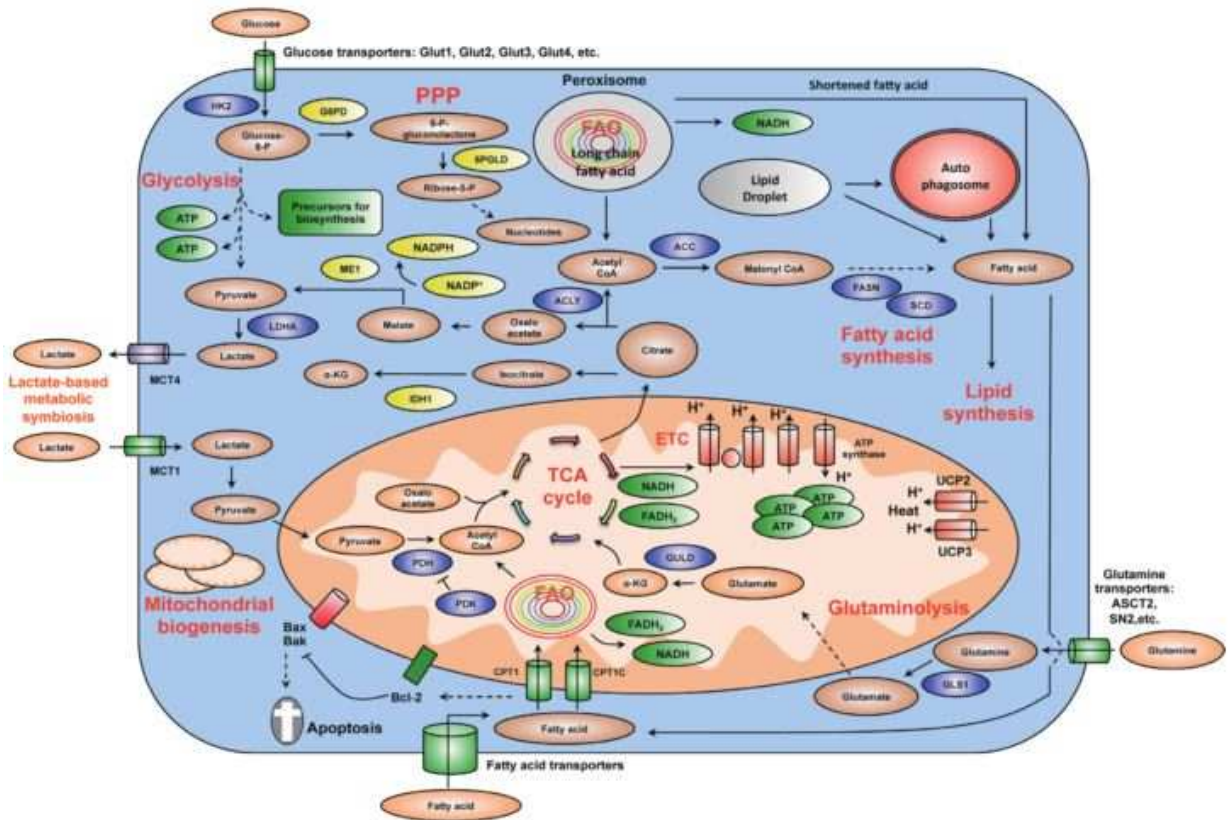 Glucose
Glucose transporters: Glut1, Glut2, Glut3, Glut4, etc.
HK2
Glucose-
6-P
G6PD
PPP
6-P-
gluconolactone
6PGLD
Ribose-5-P
Nucleotides
Peroxisome
FAO
Long chain
fatty acid
Shortened fatty acid
NADH
Lipid
Droplet
Auto
phagosome
Glycolysis
ATP
ATP
Precursors for
biosynthesis
NADPH
NADP⁺
ME1
Acetyl
CoA
ACC
Malonyl CoA
FASN
SCD
Fatty acid
Fatty acid
synthesis
Lipid
synthesis
Pyruvate
LDHA
Lactate
Malate
Oxalo
acetate
ACLY
Citrate
Isocitrate
α-KG
IDH1
Lactate
MCT4
Lactate-based
metabolic
symbiosis
Lactate
MCT1
Lactate
Pyruvate
Mitochondrial
biogenesis
TCA
cycle
Oxalo
acetate
Pyruvate
Acetyl
CoA
PDH
PDK
FAO
ETC
H⁺
H⁺
H⁺
ATP
synthase
H⁺
NADH
FADH₂
ATP
ATP
ATP
ATP
UCP2
H⁺
Heat
H⁺
UCP3
GULD
α-KG
Glutamate
Glutaminolysis
FADH₂
NADH
Glutamine
transporters:
ASCT2,
SN2,etc.
Glutamine
Glutamine
GLS1
Glutamate
Bax
Bak
Bcl-2
Apoptosis
CPT1
CPT1C
Fatty acid
Fatty acid transporters
Fatty acid